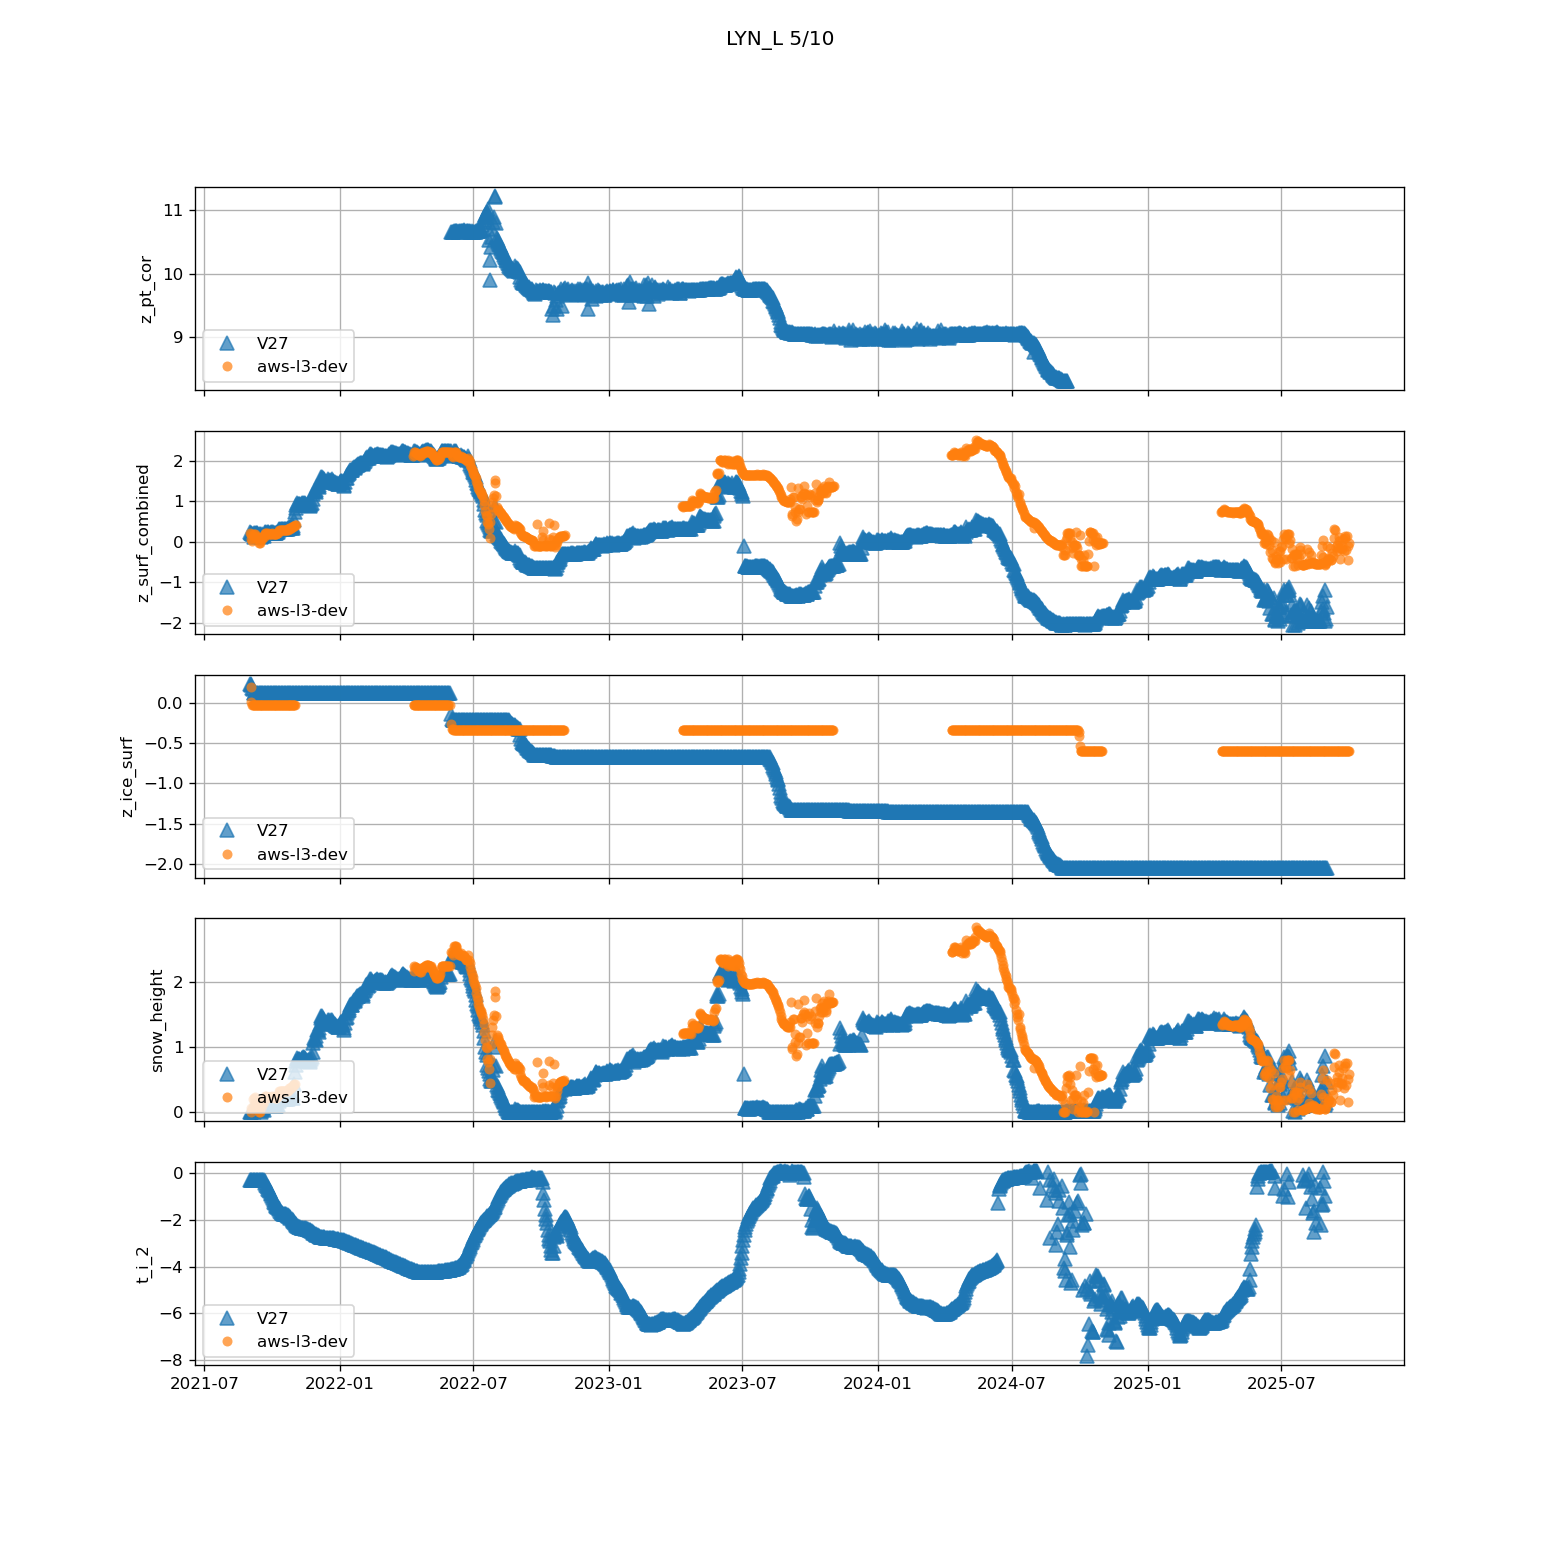 LYN_L 5/10
11
10
9
z_pt_cor
V27
aws-l3-dev
2
1
0
−1
−2
z_surf_combined
V27
aws-l3-dev
0.0
−0.5
−1.0
−1.5
−2.0
z_ice_surf
V27
aws-l3-dev
2
1
0
snow_height
V27
aws-l3-dev
0
−2
−4
−6
−8
t_i_2
V27
aws-l3-dev
2021-07 2022-01 2022-07 2023-01 2023-07 2024-01 2024-07 2025-01 2025-07